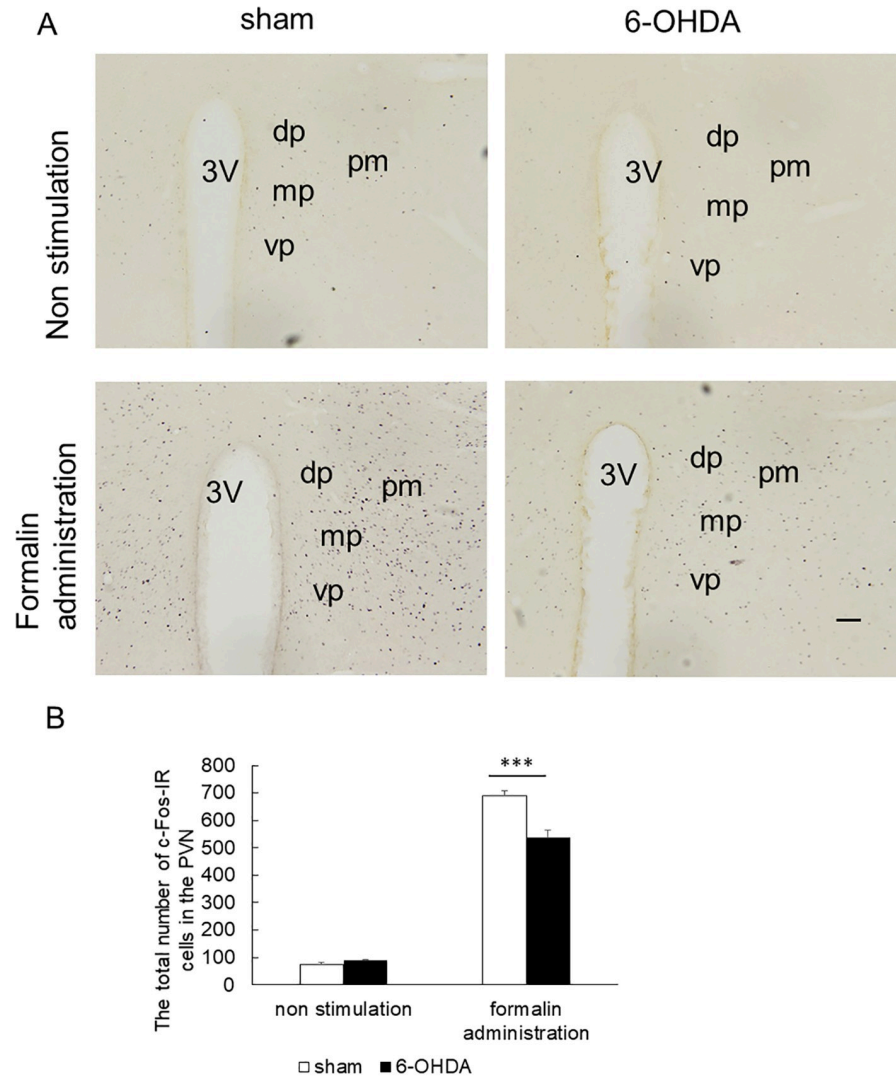 A
sham
6-OHDA
Non stimulation
dp
pm
3V
mp
vp
dp
pm
3V
mp
vp
Formalin
administration
dp
pm
3V
mp
vp
dp
pm
3V
mp
vp
B
The total number of c-Fos-IR
cells in the PVN
800
700
600
500
400
300
200
100
0
***
non stimulation
formalin
administration
sham
6-OHDA